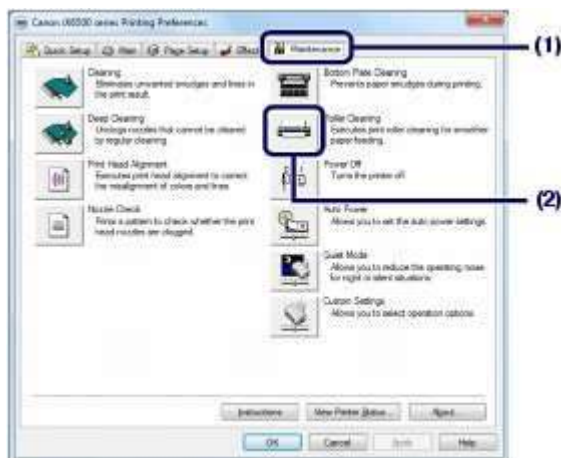 Canon iX6500 series Printing Preferences
Quick Setup Main Page Setup Effect Maintenance
(1)
Cleaning
Eliminates unwanted smudges and lines in
the print result.
Bottom Plate Cleaning
Prevents paper smudges during printing.
Deep Cleaning
Unclogs nozzles that cannot be cleared
by regular cleaning.
Roller Cleaning
Executes print roller cleaning for smoother
paper feeding.
Print Head Alignment
Executes print head alignment to correct
the misalignment of colors and lines.
Power Off
Turns the printer off.
(2)
Nozzle Check
Prints a pattern to check whether the print
head nozzles are clogged.
Auto Power
Allows you to set the auto power settings.
Quiet Mode
Allows you to reduce the operating noise
for night or silent situations.
Custom Settings
Allows you to select operation options.
Instructions View Printer Status... About...
OK Cancel Apply Help